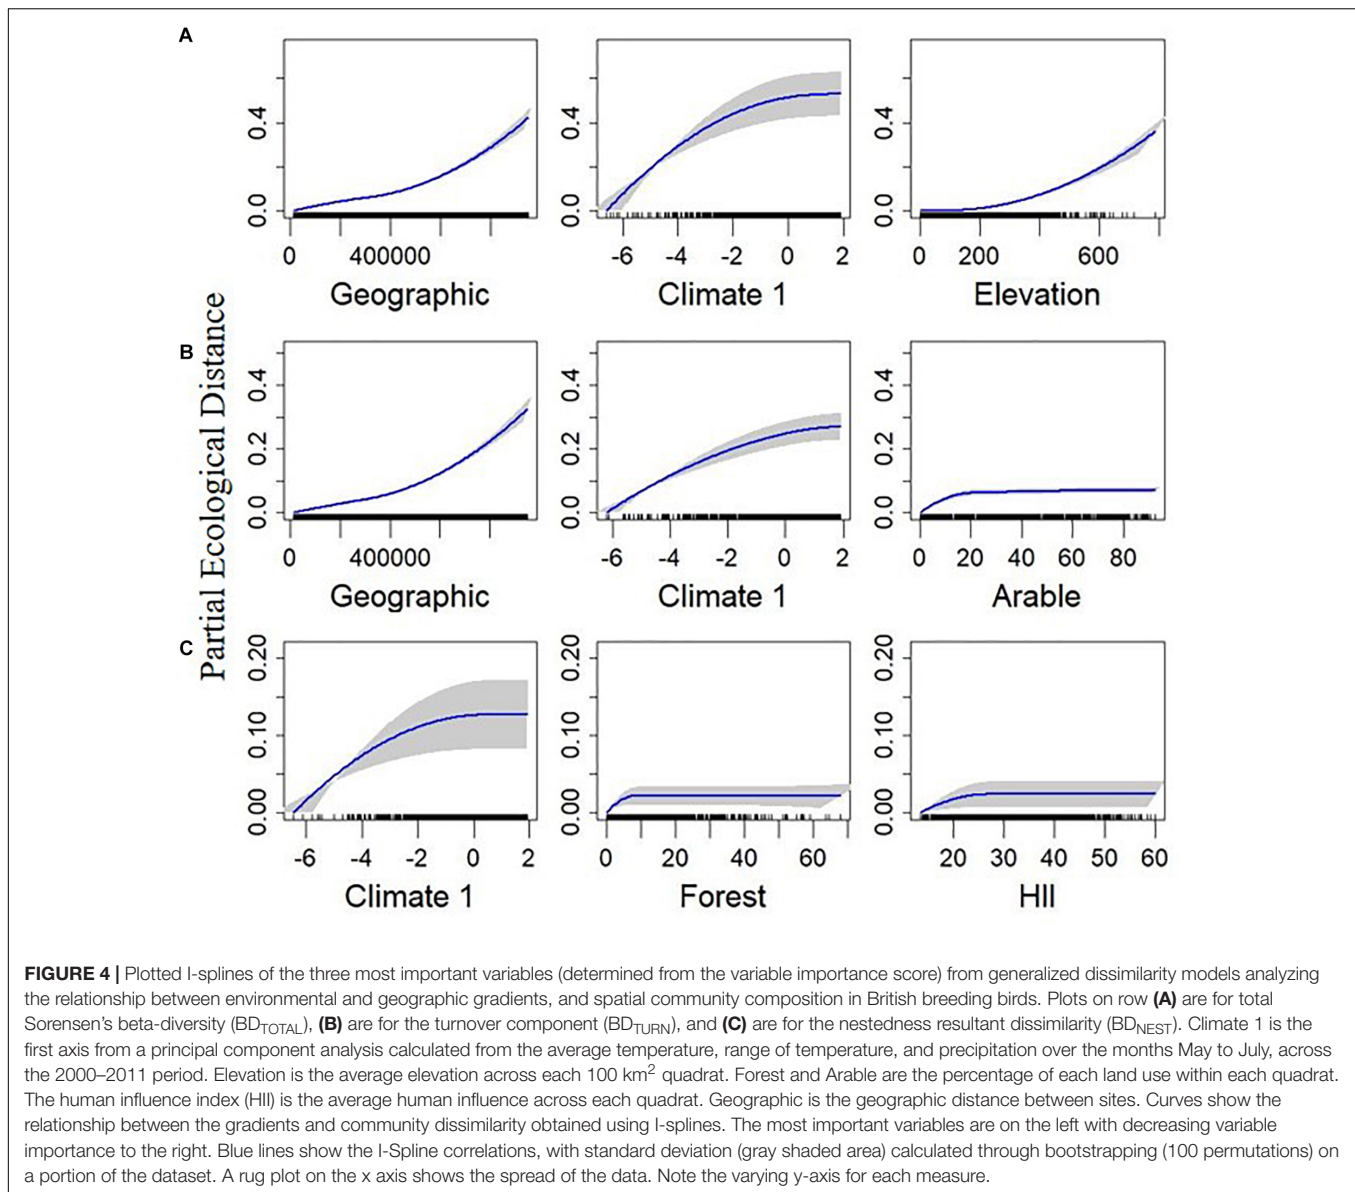 A
0.0 0.4
0 400000
Geographic
0.0 0.4
-6 -4 -2 0 2
Climate 1
0.0 0.4
0 200 600
Elevation
Partial Ecological Distance
B
0.0 0.2 0.4
0 400000
Geographic
0.0 0.2 0.4
-6 -4 -2 0 2
Climate 1
0.0 0.2 0.4
0 20 40 60 80
Arable
C
0.00 0.10 0.20
-6 -4 -2 0 2
Climate 1
0.00 0.10 0.20
0 20 40 60
Forest
0.00 0.10 0.20
20 30 40 50 60
HII
FIGURE 4 | Plotted I-splines of the three most important variables (determined from the variable importance score) from generalized dissimilarity models analyzing
the relationship between environmental and geographic gradients, and spatial community composition in British breeding birds. Plots on row (A) are for total
Sorensen's beta-diversity (BDTOTAL), (B) are for the turnover component (BDTURN), and (C) are for the nestedness resultant dissimilarity (BDNEST). Climate 1 is the
first axis from a principal component analysis calculated from the average temperature, range of temperature, and precipitation over the months May to July, across
the 2000–2011 period. Elevation is the average elevation across each 100 km2 quadrat. Forest and Arable are the percentage of each land use within each quadrat.
The human influence index (HII) is the average human influence across each quadrat. Geographic is the geographic distance between sites. Curves show the
relationship between the gradients and community dissimilarity obtained using I-splines. The most important variables are on the left with decreasing variable
importance to the right. Blue lines show the I-Spline correlations, with standard deviation (gray shaded area) calculated through bootstrapping (100 permutations) on
a portion of the dataset. A rug plot on the x axis shows the spread of the data. Note the varying y-axis for each measure.